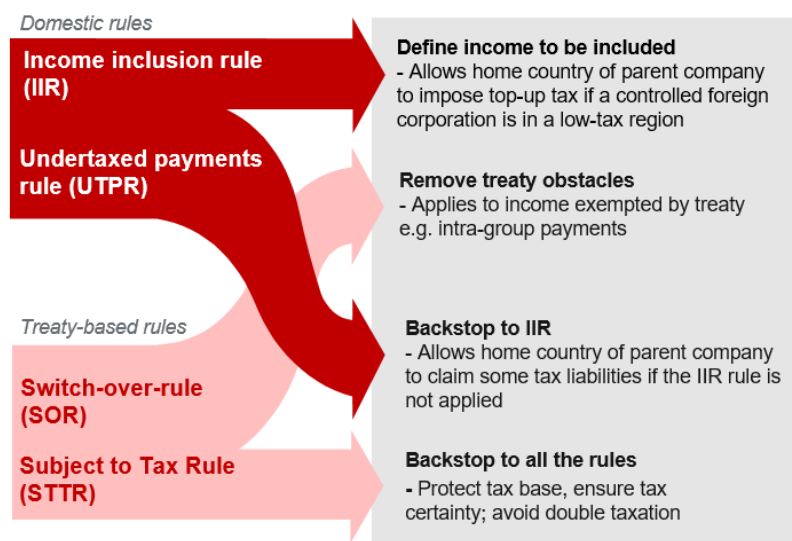 Domestic rules
Income inclusion rule
(IIR)
Undertaxed payments
rule (UTPR)
Treaty-based rules
Switch-over-rule
(SOR)
Subject to Tax Rule
(STTR)
Define income to be included
- Allows home country of parent company
to impose top-up tax if a controlled foreign
corporation is in a low-tax region
Remove treaty obstacles
- Applies to income exempted by treaty
e.g. intra-group payments
Backstop to IIR
- Allows home country of parent company
to claim some tax liabilities if the IIR rule is
not applied
Backstop to all the rules
- Protect tax base, ensure tax
certainty; avoid double taxation